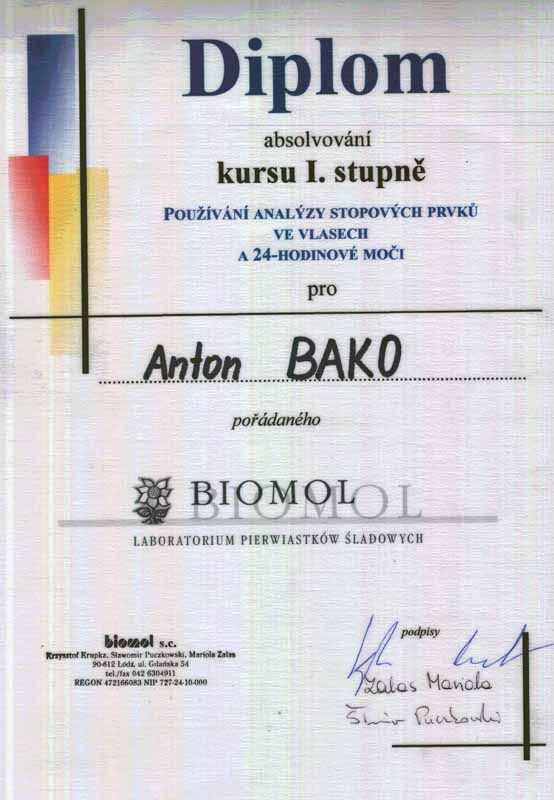 Diplom
absolvování
kursu I. stupně
POUŽÍVÁNÍ ANALÝZY STOPOVÝCH PRVKŮ
VE VLASECH
A 24-HODINOVÉ MOČI
pro
Anton BAKO
pořádaného
BIOMOL
BIOMOL
LABORATORIUM PIERWIASTKÓW ŚLADOWYCH
biomol s.c.
Krzysztof Krupka, Sławomir Puczkowski, Mariola Zalas
90-612 Łódź, ul. Gdańska 54
tel./fax 042 6304911
REGON 472166083 NIP 727-24-10-000
podpisy
Zalas Mariola
Puczkowski